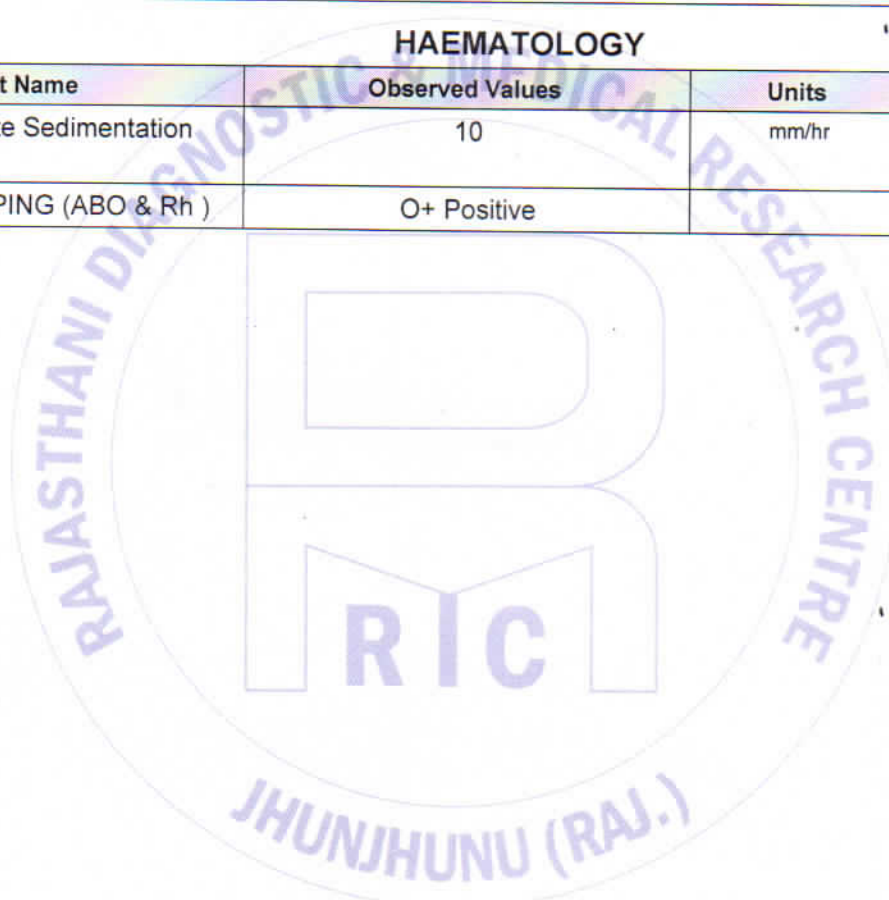 HAEMATOLOGY
t Name Observed Values Units
te Sedimentation 10 mm/hr
PING (ABO & Rh ) O+ Positive
RAJASTHANI DIAGNOSTIC & MEDICAL RESEARCH CENTRE
RIC
JHUNJHUNU (RAJ.)